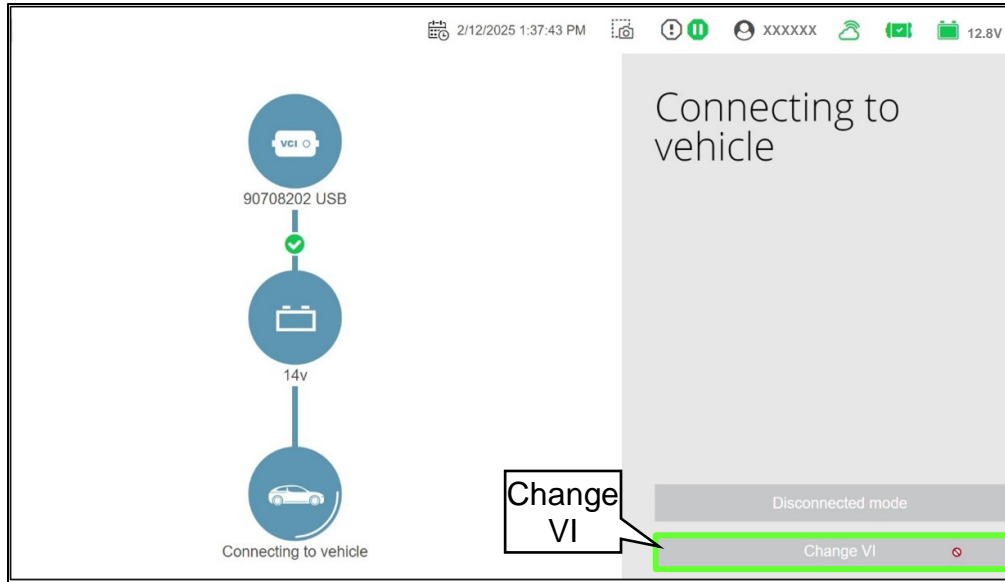 2/12/2025 1:37:43 PM
XXXXXX
12.8V
Connecting to
vehicle
VCI
90708202 USB
14v
Connecting to vehicle
Change
VI
Disconnected mode
Change VI